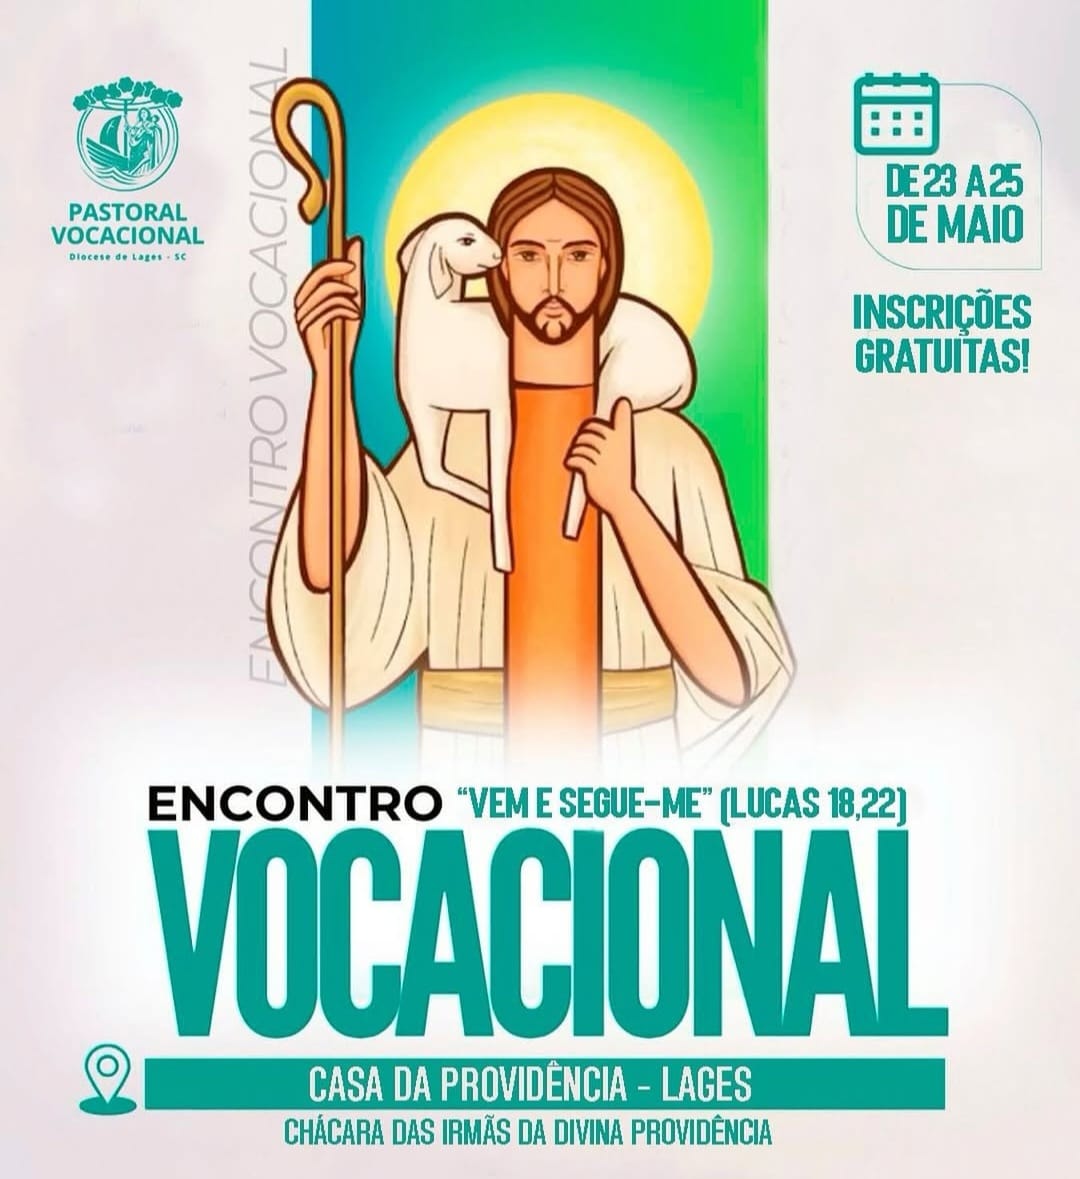 PASTORAL
VOCACIONAL
Diocese de Lages - SC
ENCONTRO VOCACIONAL
DE 23 A 25
DE MAIO
INSCRIÇÕES
GRATUITAS!
ENCONTRO "VEM E SEGUE-ME" (LUCAS 18,22)
VOCACIONAL
CASA DA PROVIDÊNCIA - LAGES
CHÁCARA DAS IRMÃS DA DIVINA PROVIDÊNCIA